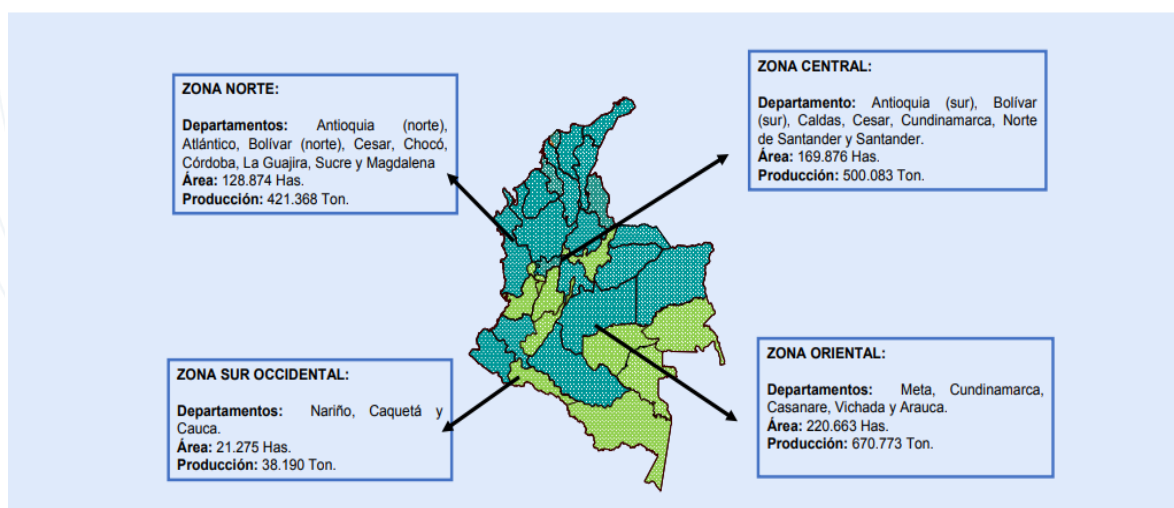 ZONA NORTE:
Departamentos: Antioquia (norte),
Atlántico, Bolívar (norte), Cesar, Chocó,
Córdoba, La Guajira, Sucre y Magdalena
Área: 128.874 Has.
Producción: 421.368 Ton.
ZONA CENTRAL:
Departamento: Antioquia (sur), Bolívar
(sur), Caldas, Cesar, Cundinamarca, Norte
de Santander y Santander.
Área: 169.876 Has.
Producción: 500.083 Ton.
ZONA SUR OCCIDENTAL:
Departamentos: Nariño, Caquetá y
Cauca.
Área: 21.275 Has.
Producción: 38.190 Ton.
ZONA ORIENTAL:
Departamentos: Meta, Cundinamarca,
Casanare, Vichada y Arauca.
Área: 220.663 Has.
Producción: 670.773 Ton.